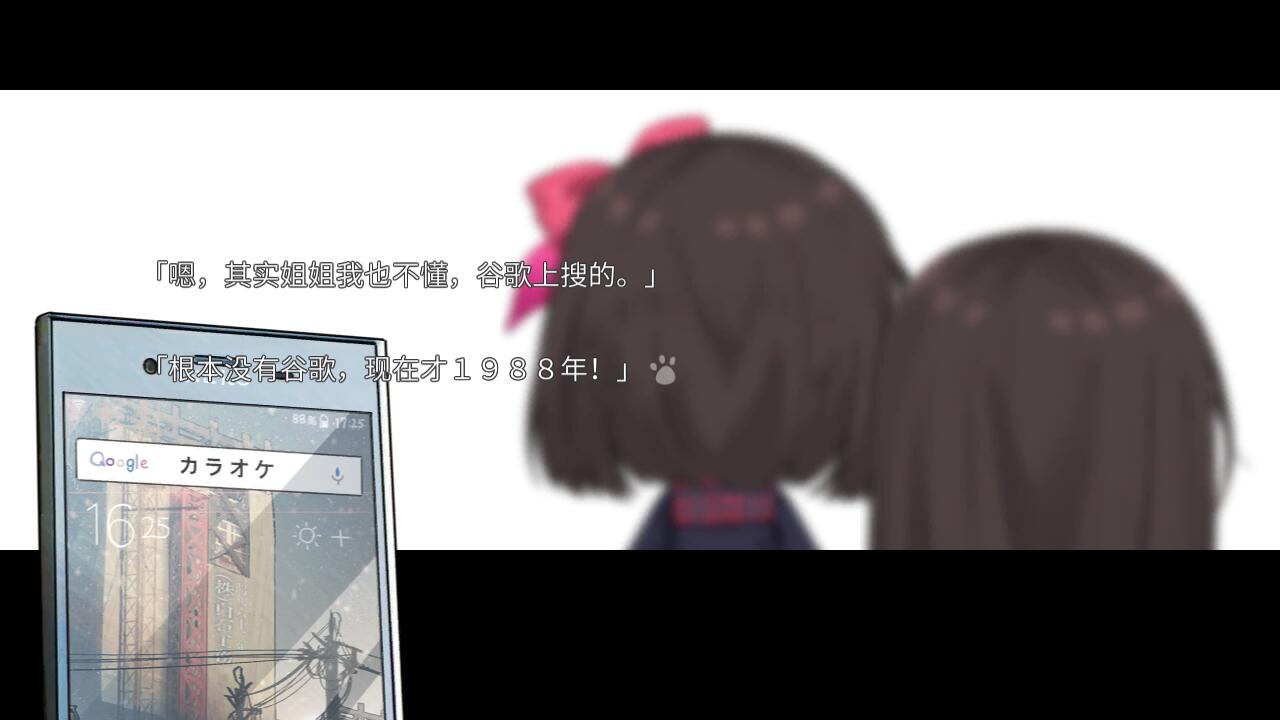 「嗯，其实姐姐我也不懂，谷歌上搜的。」
「根本没有谷歌，现在才１９８８年！」
88% 17:25
Qoogle カラオケ
16 25